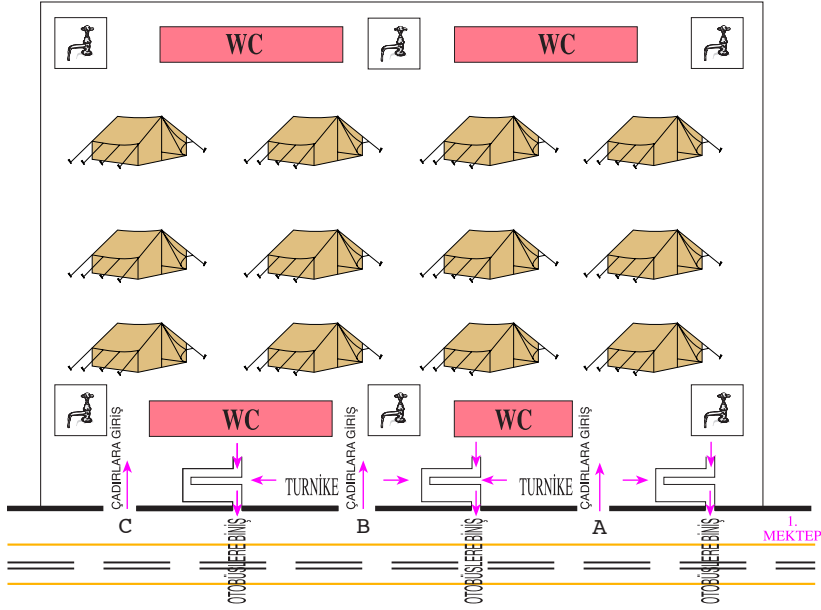 WC
WC
WC
WC
ÇADIRLARA GİRİŞ
ÇADIRLARA GİRİŞ
ÇADIRLARA GİRİŞ
TURNİKE
TURNİKE
C
B
A
OTOBÜSLERE BİNİŞ
OTOBÜSLERE BİNİŞ
OTOBÜSLERE BİNİŞ
1.
MEKTEP